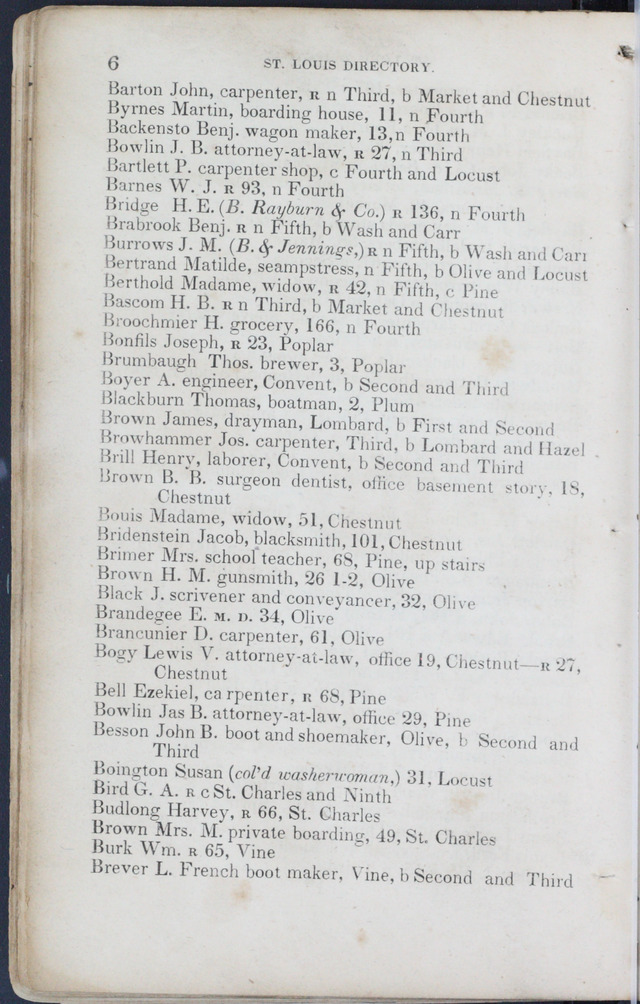 6 ST. LOUIS DIRECTORY.
Barton John, carpenter, R n Third, b Market and Chestnut
Byrnes Martin, boarding house, 11, n Fourth
Backensto Benj. wagon maker, 13,n Fourth
Bowlin J. B. attorney-at-law, R 27, n Third
Bartlett P. carpenter shop, c Fourth and Locust
Barnes W. J. R 93, n Fourth
Bridge H. E. (B. Rayburn & Co.) R 136, n Fourth
Brabrook Benj. R n Fifth, b Wash and Carr
Burrows J. M. (B. & Jennings,) R n Fifth, b Wash and Carr
Bertrand Matilde, seampstress, n Fifth, b Olive and Locust
Berthold Madame, widow, R 42, n Fifth, c Pine
Bascom H. B. R n Third, b Market and Chestnut
Broochmier H. grocery, 166, n Fourth
Bonfils Joseph, R 23, Poplar
Brumbaugh Thos. brewer, 3, Poplar
Boyer A. engineer, Convent, b Second and Third
Blackburn Thomas, boatman, 2, Plum
Brown James, drayman, Lombard, b First and Second
Browhammer Jos. carpenter, Third, b Lombard and Hazel
Brill Henry, laborer, Convent, b Second and Third
Brown B. B. surgeon dentist, office basement story, 18,
Chestnut
Bouis Madame, widow, 51, Chestnut
Bridenstein Jacob, blacksmith, 101, Chestnut
Brimer Mrs. school teacher, 68, Pine, up stairs
Brown H. M. gunsmith, 26 1-2, Olive
Black J. scrivener and conveyancer, 32, Olive
Brandegee E. M. D. 34, Olive
Brancunier D. carpenter, 61, Olive
Bogy Lewis V. attorney-at-law, office 19, Chestnut—R 27,
Chestnut
Bell Ezekiel, ca rpenter, R 68, Pine
Bowlin Jas B. attorney-at-law, office 29, Pine
Besson John B. boot and shoemaker, Olive, b Second and
Third
Boington Susan (col'd washerwoman,) 31, Locust
Bird G. A. R c St. Charles and Ninth
Budlong Harvey, R 66, St. Charles
Brown Mrs. M. private boarding, 49, St. Charles
Burk Wm. R 65, Vine
Brever L. French boot maker, Vine, b Second and Third